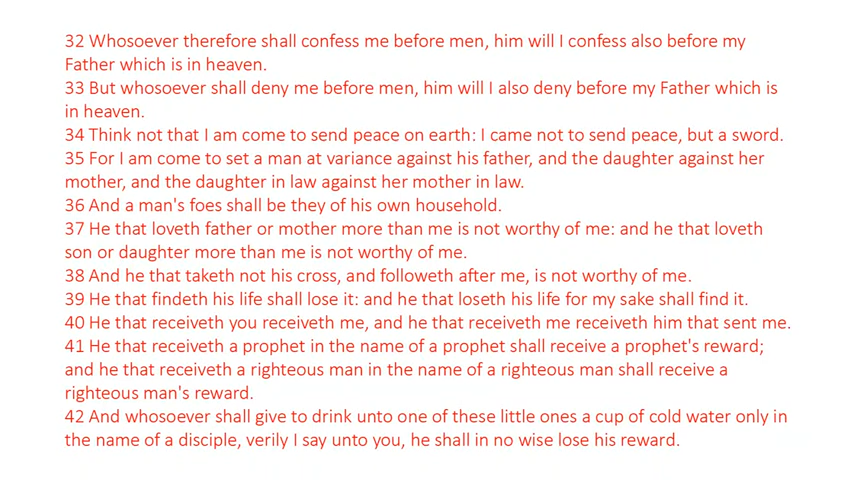 32 Whosoever therefore shall confess me before men, him will I confess also before my
Father which is in heaven.
33 But whosoever shall deny me before men, him will I also deny before my Father which is
in heaven.
34 Think not that I am come to send peace on earth: I came not to send peace, but a sword.
35 For I am come to set a man at variance against his father, and the daughter against her
mother, and the daughter in law against her mother in law.
36 And a man's foes shall be they of his own household.
37 He that loveth father or mother more than me is not worthy of me: and he that loveth
son or daughter more than me is not worthy of me.
38 And he that taketh not his cross, and followeth after me, is not worthy of me.
39 He that findeth his life shall lose it: and he that loseth his life for my sake shall find it.
40 He that receiveth you receiveth me, and he that receiveth me receiveth him that sent me.
41 He that receiveth a prophet in the name of a prophet shall receive a prophet's reward;
and he that receiveth a righteous man in the name of a righteous man shall receive a
righteous man's reward.
42 And whosoever shall give to drink unto one of these little ones a cup of cold water only in
the name of a disciple, verily I say unto you, he shall in no wise lose his reward.